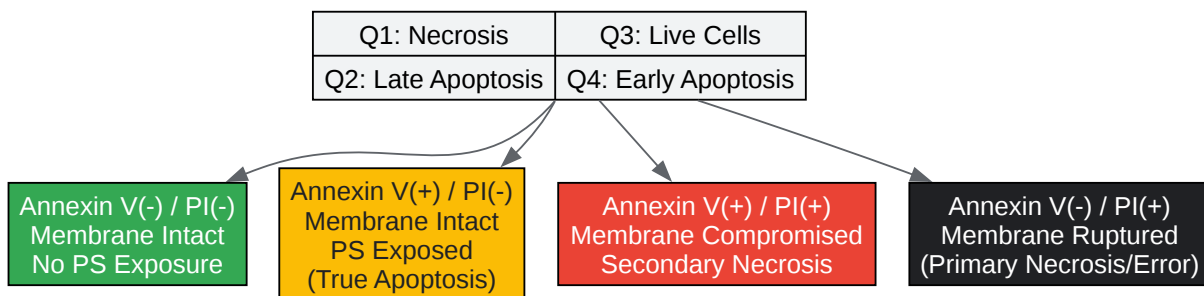 Q1: Necrosis
Q3: Live Cells
Q2: Late Apoptosis
Q4: Early Apoptosis
Annexin V(-) / PI(-)
Membrane Intact
No PS Exposure
Annexin V(+) / PI(-)
Membrane Intact
PS Exposed
(True Apoptosis)
Annexin V(+) / PI(+)
Membrane Compromised
Secondary Necrosis
Annexin V(-) / PI(+)
Membrane Ruptured
(Primary Necrosis/Error)